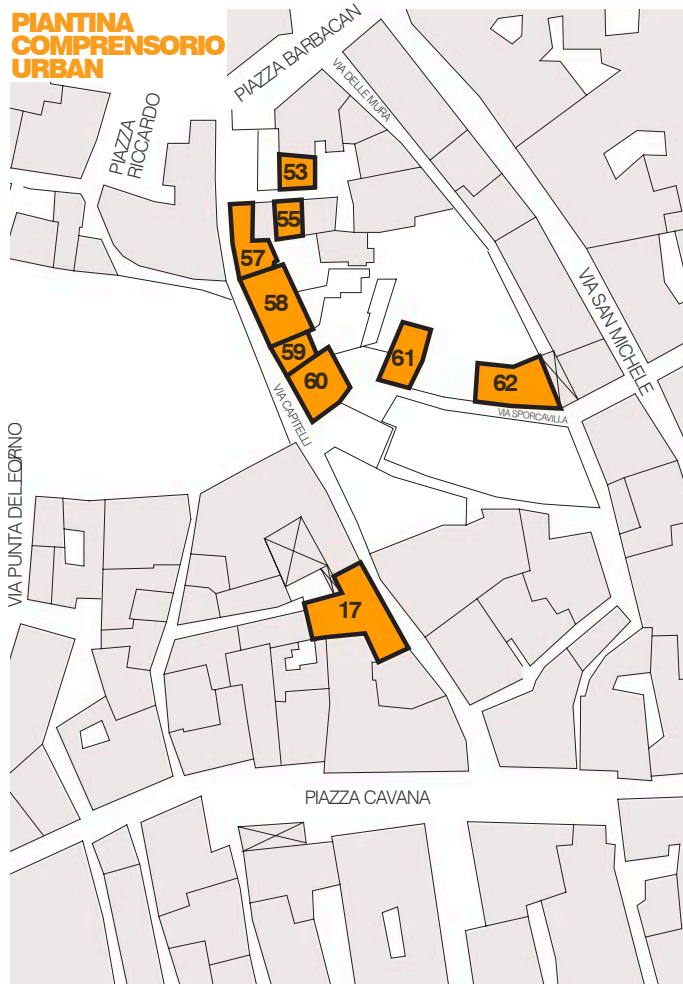 PIANTINA
COMPRENSORIO
URBAN
PIAZZA BARBACAN
VIA DELLE MURA
PIAZZA
RICCARDO
53
55
57
58
59
60
61
62
VIA SAN MICHELE
VIA CAPITELLI
VIA SPORCAVILLA
VIA PUNTA DEL FORNO
17
PIAZZA CAVANA